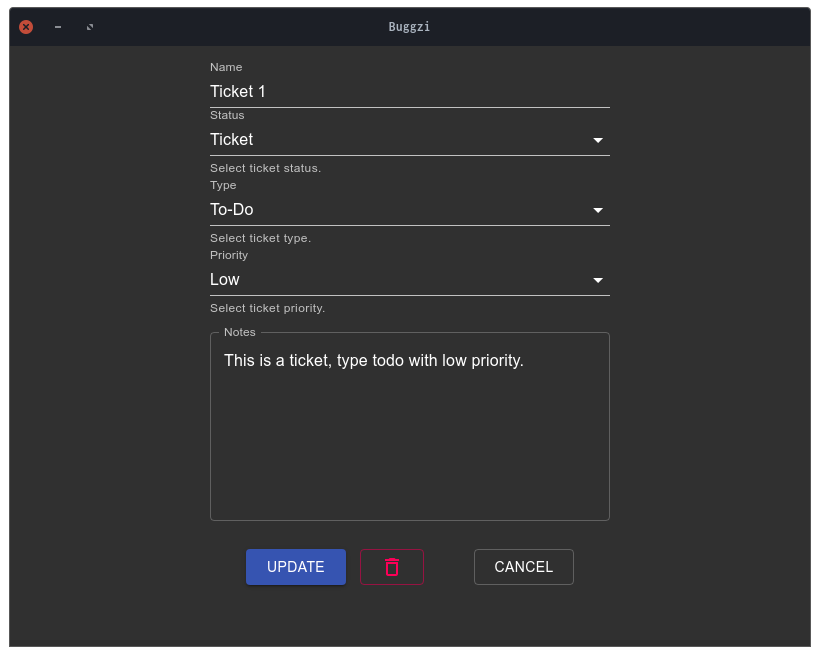 Buggzi
Name
Ticket 1
Status
Ticket
Select ticket status.
Type
To-Do
Select ticket type.
Priority
Low
Select ticket priority.
Notes
This is a ticket, type todo with low priority.
UPDATE
CANCEL